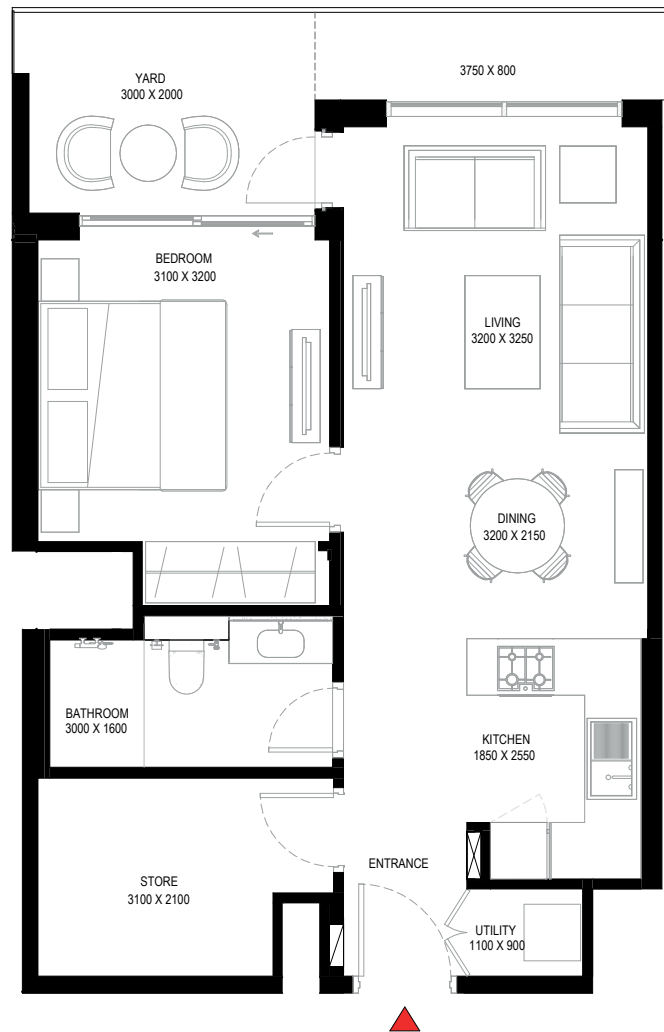 YARD
3000 X 2000
3750 X 800
BEDROOM
3100 X 3200
LIVING
3200 X 3250
DINING
3200 X 2150
BATHROOM
3000 X 1600
KITCHEN
1850 X 2550
STORE
3100 X 2100
ENTRANCE
UTILITY
1100 X 900